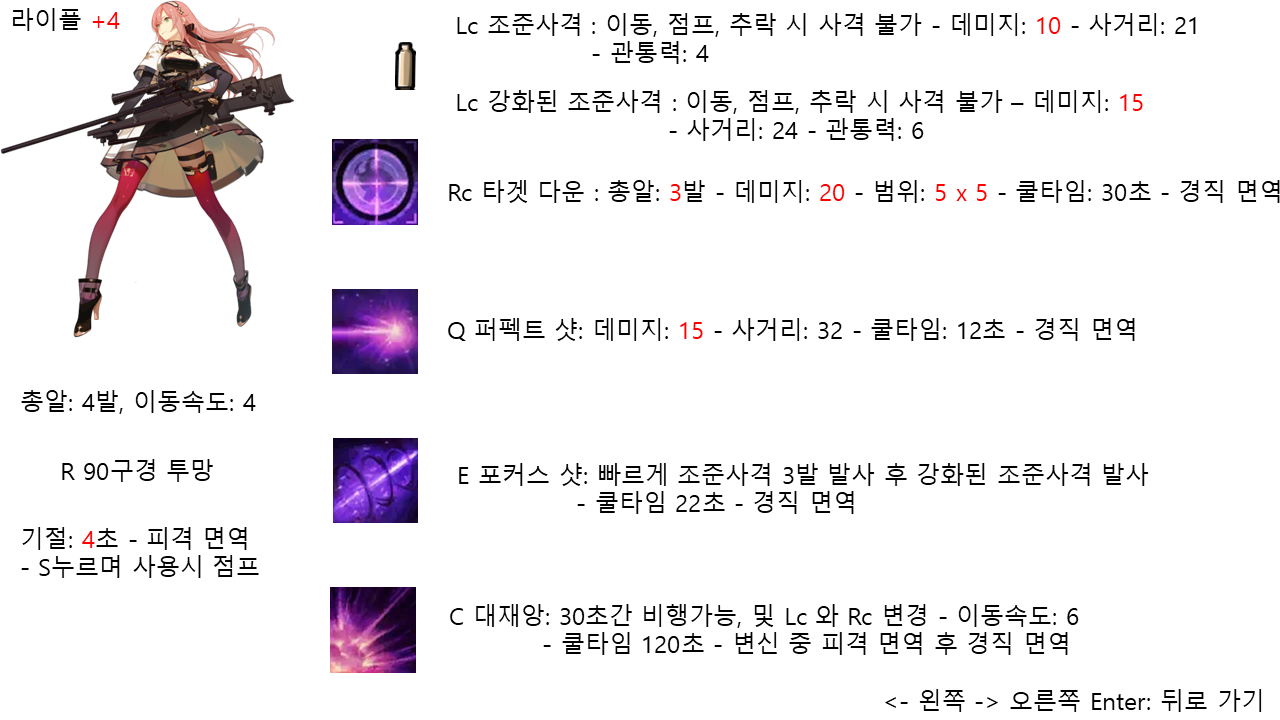 라이플 +4
Lc 조준사격 : 이동, 점프, 추락 시 사격 불가 - 데미지: 10 - 사거리: 21
- 관통력: 4
Lc 강화된 조준사격 : 이동, 점프, 추락 시 사격 불가 – 데미지: 15
- 사거리: 24 - 관통력: 6
Rc 타겟 다운 : 총알: 3발 - 데미지: 20 - 범위: 5 x 5 - 쿨타임: 30초 - 경직 면역
Q 퍼펙트 샷: 데미지: 15 - 사거리: 32 - 쿨타임: 12초 - 경직 면역
총알: 4발, 이동속도: 4
R 90구경 투망
E 포커스 샷: 빠르게 조준사격 3발 발사 후 강화된 조준사격 발사
- 쿨타임 22초 - 경직 면역
기절: 4초 - 피격 면역
- S누르며 사용시 점프
C 대재앙: 30초간 비행가능, 및 Lc 와 Rc 변경 - 이동속도: 6
- 쿨타임 120초 - 변신 중 피격 면역 후 경직 면역
<- 왼쪽 -> 오른쪽 Enter: 뒤로 가기